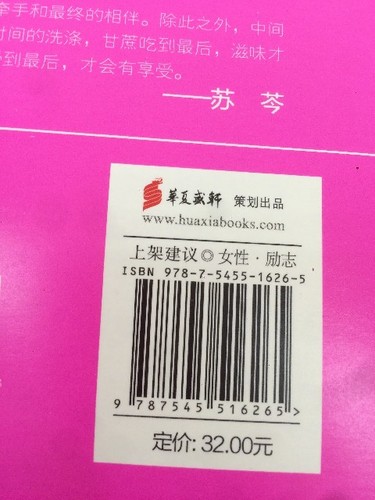 牵手和最终的相伴。除此之外，中间
时间的洗涤，甘蔗吃到最后，滋味才
到最后，才会有享受。
——苏 芩
華夏盛軒 策划出品
www.huaxiabooks.com
上架建议◎女性·励志
ISBN 978-7-5455-1626-5
9 787545 516265>
定价: 32.00元